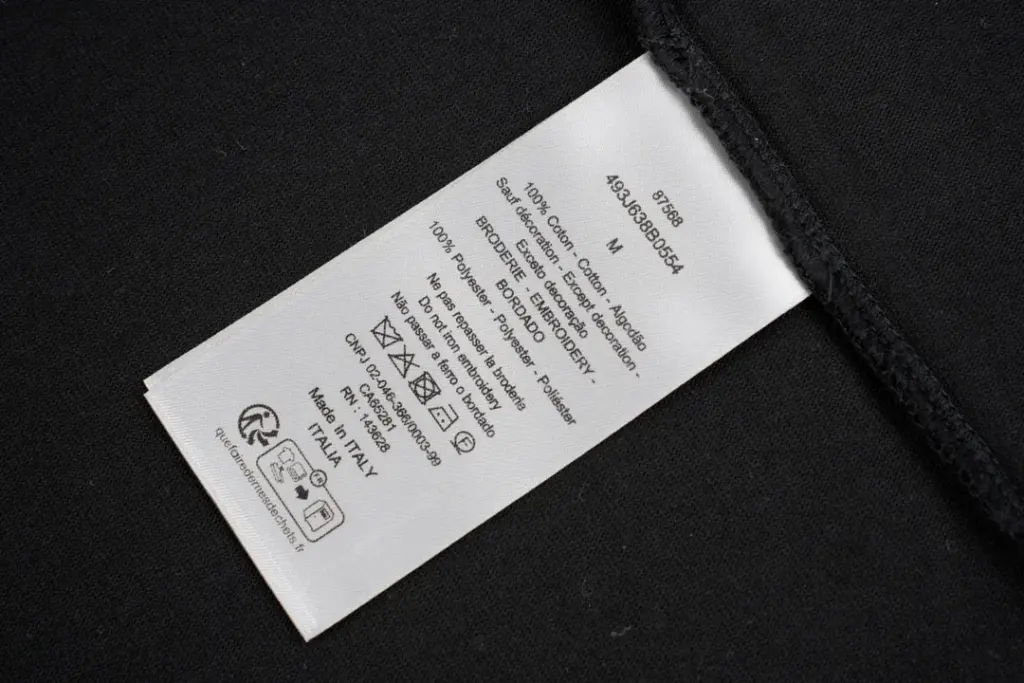 87568
493J638B0554
M
100% Coton - Cotton - Algodão
Sauf décoration - Except decoration -
Exceto decoração
BRODERIE - EMBROIDERY -
BORDADO
100% Polyester - Polyester - Poliéster
Ne pas repasser la broderie
Do not iron embroidery
Não passar a ferro o bordado
F
CNPJ 02-046-366/0003-99
CA65281
RN : 143628
Made in ITALY
ITALIA
FR
quefairedemesdechets.fr